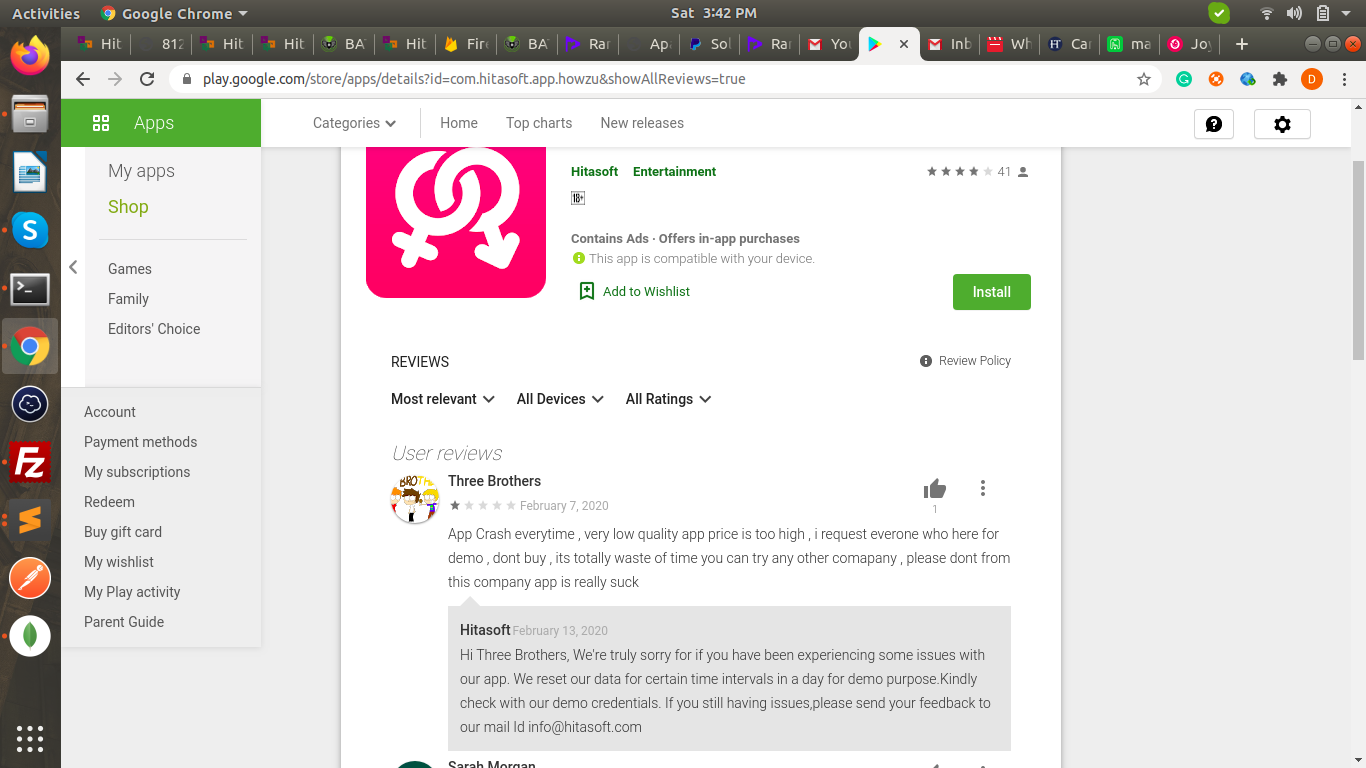 Activities Google Chrome Sat 3:42 PM
Hit 812 Hit Hit BA Hit Fire BA Rar Apa Sol Rar You Inb Wh Car ma Joy
play.google.com/store/apps/details?id=com.hitasoft.app.howzu&showAllReviews=true D
Apps Categories Home Top charts New releases
My apps
Shop
Games
Family
Editors' Choice
Account
Payment methods
My subscriptions
Redeem
Buy gift card
My wishlist
My Play activity
Parent Guide
Hitasoft Entertainment 41
18+
Contains Ads · Offers in-app purchases
This app is compatible with your device.
Add to Wishlist Install
REVIEWS Review Policy
Most relevant All Devices All Ratings
User reviews
Three Brothers
February 7, 2020 1
App Crash everytime , very low quality app price is too high , i request everone who here for
demo , dont buy , its totally waste of time you can try any other comapany , please dont from
this company app is really suck
Hitasoft February 13, 2020
Hi Three Brothers, We're truly sorry for if you have been experiencing some issues with
our app. We reset our data for certain time intervals in a day for demo purpose.Kindly
check with our demo credentials. If you still having issues,please send your feedback to
our mail Id info@hitasoft.com
Sarah Morgan